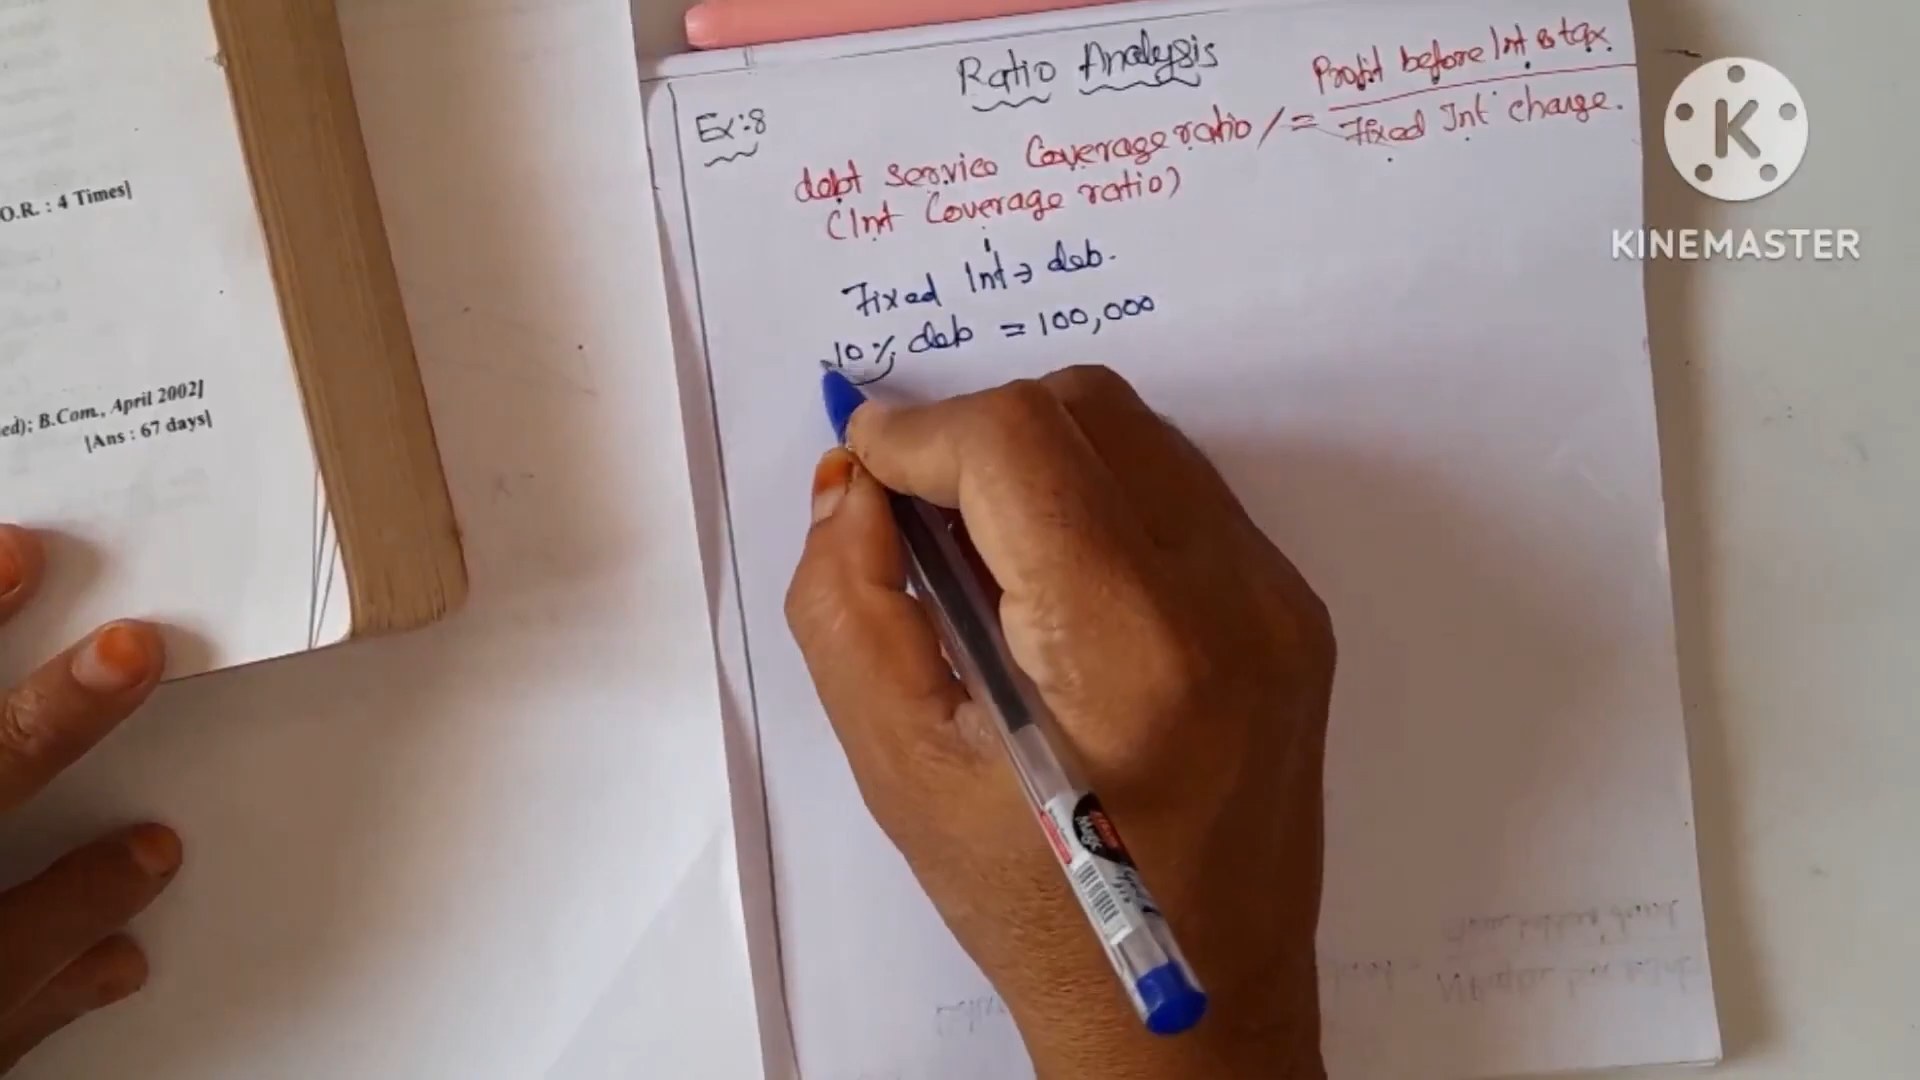 O.R. : 4 Times]
ed); B.Com., April 2002]
[Ans : 67 days]
Ratio Analysis
Ex:-8
debt service Coverage ratio / = Profit before Int & tax
Fixed Int charge.
(Int Coverage ratio)
Fixed Int → deb.
10% deb = 100,000
K
KINEMASTER